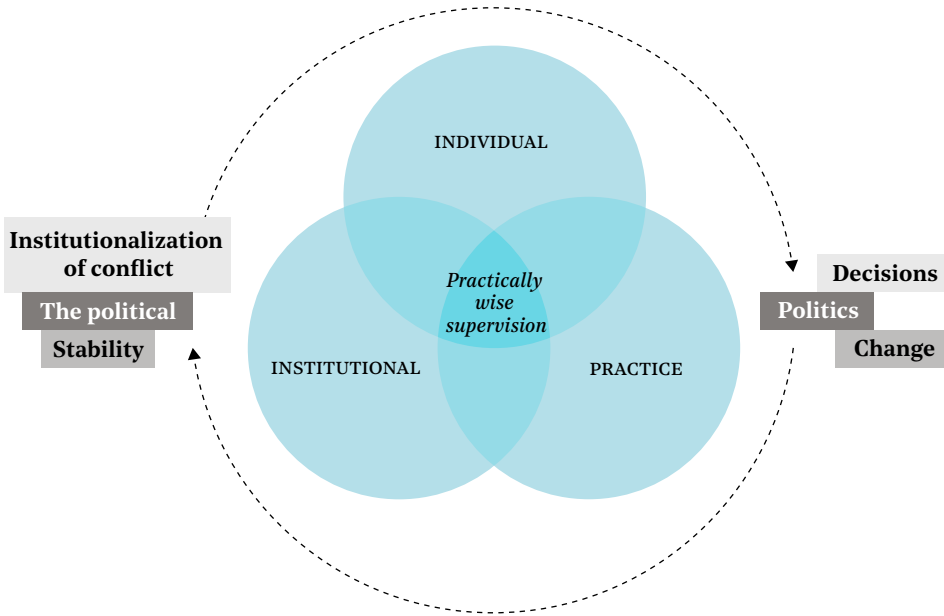 INDIVIDUAL
Institutionalization
of conflict
The political
Stability
Practically
wise
supervision
INSTITUTIONAL
PRACTICE
Decisions
Politics
Change